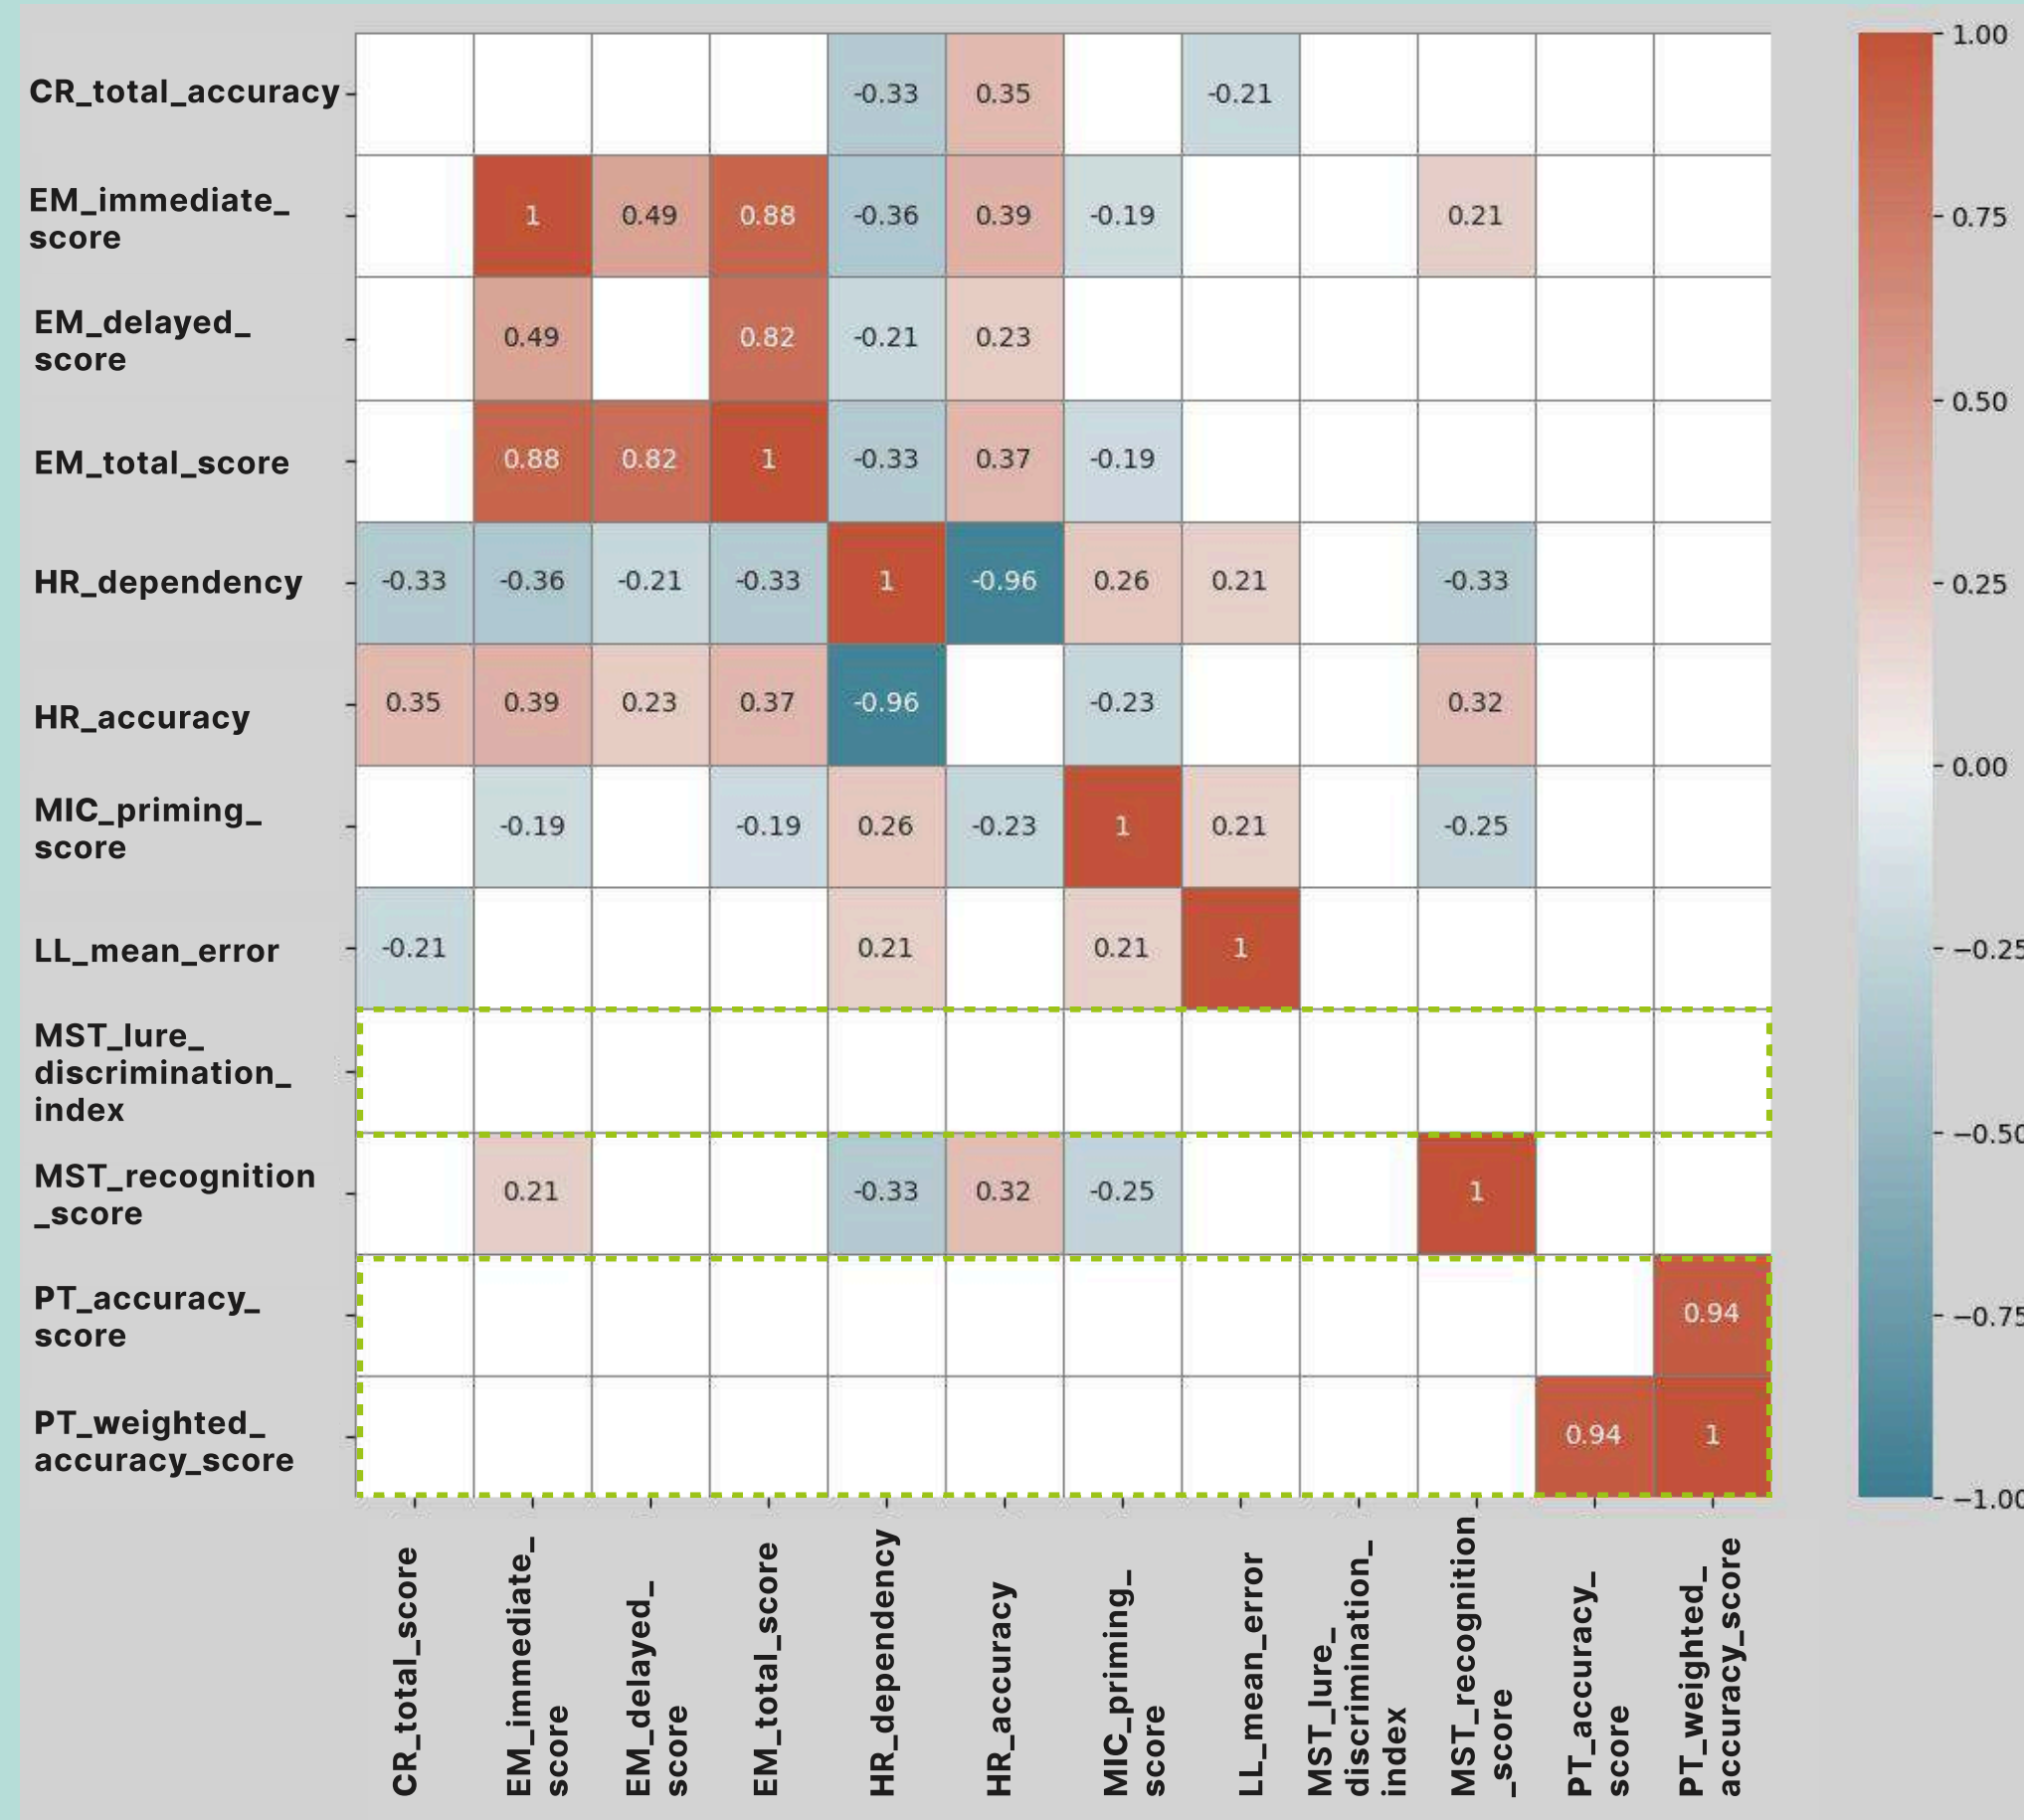 CR_total_accuracy -0.33 0.35 -0.21 1.00
EM_immediate_
score
1 0.49 0.88 -0.36 0.39 -0.19 0.21 0.75
EM_delayed_
score
0.49 0.82 -0.21 0.23
0.50
EM_total_score 0.88 0.82 1 -0.33 0.37 -0.19
HR_dependency -0.33 -0.36 -0.21 -0.33 1 -0.96 0.26 0.21 -0.33 0.25
HR_accuracy 0.35 0.39 0.23 0.37 -0.96 -0.23 0.32
0.00
MIC_priming_
score
-0.19 -0.19 0.26 -0.23 1 0.21 -0.25
LL_mean_error -0.21 0.21 0.21 1 −0.25
MST_lure_
discrimination_
index
−0.50
MST_recognition
_score
0.21 -0.33 0.32 -0.25 1
PT_accuracy_
score
0.94 −0.75
PT_weighted_
accuracy_score
0.94 1
−1.00
CR_total_score
EM_immediate_
score
EM_delayed_
score
EM_total_score
HR_dependency
HR_accuracy
MIC_priming_
score
LL_mean_error
MST_lure_
discrimination_
index
MST_recognition
_score
PT_accuracy_
score
PT_weighted_
accuracy_score